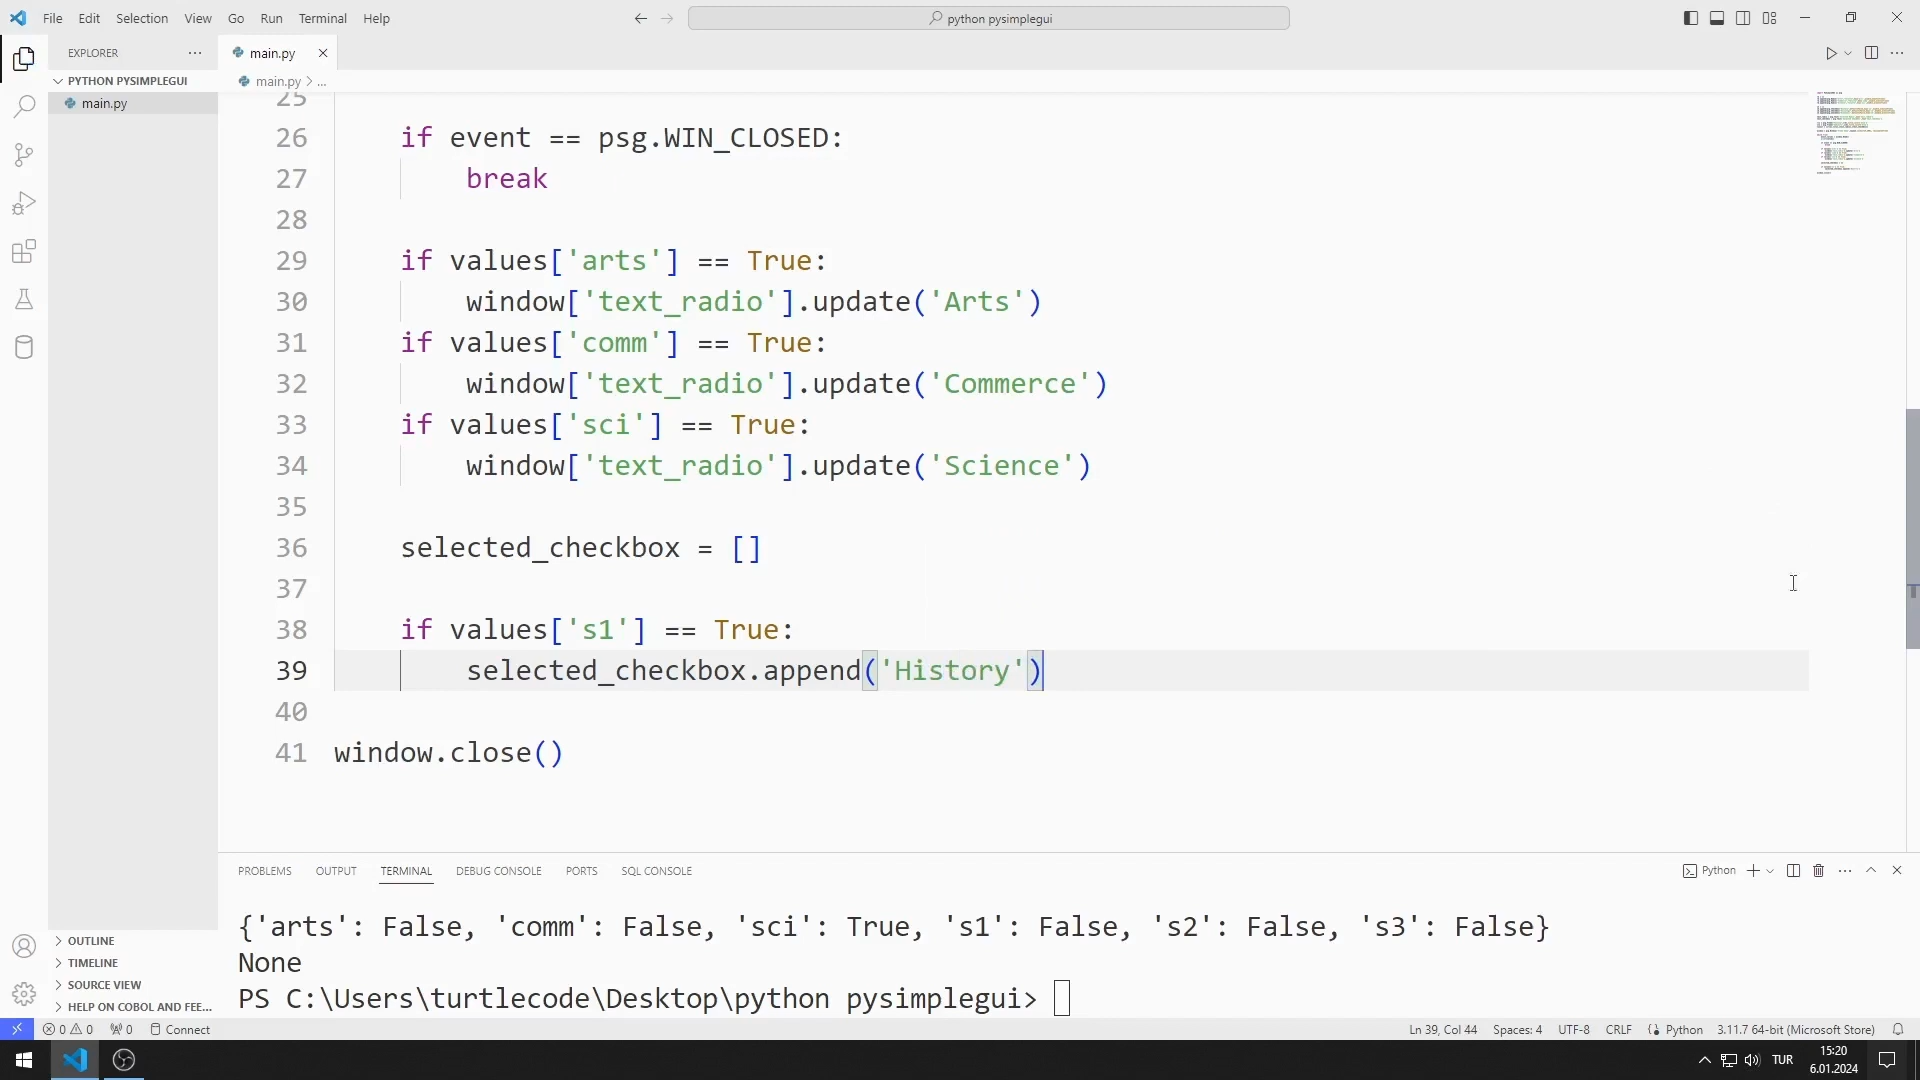 File Edit Selection View Go Run Terminal Help
python pysimplegui
EXPLORER
main.py
PYTHON PYSIMPLEGUI
main.py
main.py > ...
25
26 if event == psg.WIN_CLOSED:
27 break
28
29 if values['arts'] == True:
30 window['text_radio'].update('Arts')
31 if values['comm'] == True:
32 window['text_radio'].update('Commerce')
33 if values['sci'] == True:
34 window['text_radio'].update('Science')
35
36 selected_checkbox = []
37
38 if values['s1'] == True:
39 selected_checkbox.append('History')
40
41 window.close()
PROBLEMS OUTPUT TERMINAL DEBUG CONSOLE PORTS SQL CONSOLE
Python
{'arts': False, 'comm': False, 'sci': True, 's1': False, 's2': False, 's3': False}
None
PS C:\Users\turtlecode\Desktop\python pysimplegui>
OUTLINE
TIMELINE
SOURCE VIEW
HELP ON COBOL AND FEE...
0 0 0 Connect
Ln 39, Col 44 Spaces: 4 UTF-8 CRLF Python 3.11.7 64-bit (Microsoft Store)
TUR
15:20
6.01.2024